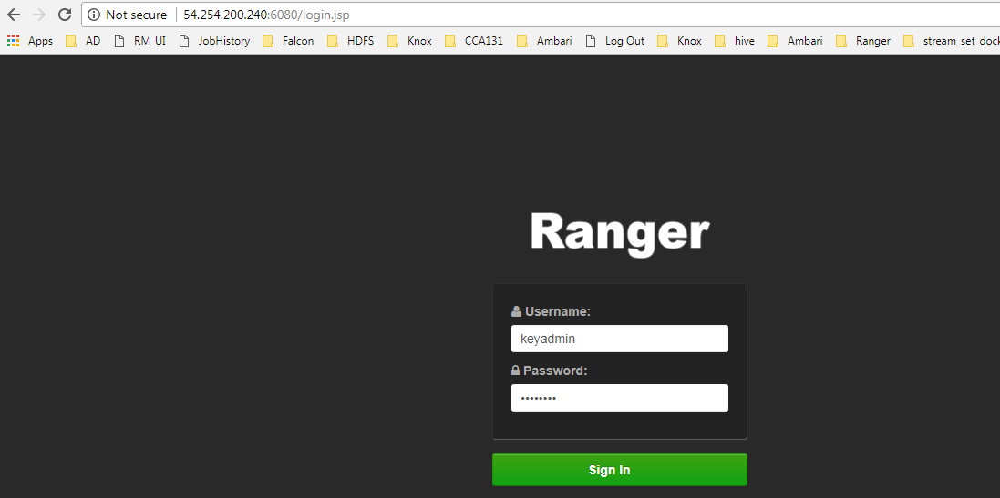 Not secure 54.254.200.240:6080/login.jsp
Apps AD RM_UI JobHistory Falcon HDFS Knox CCA131 Ambari Log Out Knox hive Ambari Ranger stream_set_dock
Ranger
Username:
keyadmin
Password:
••••••••
Sign In